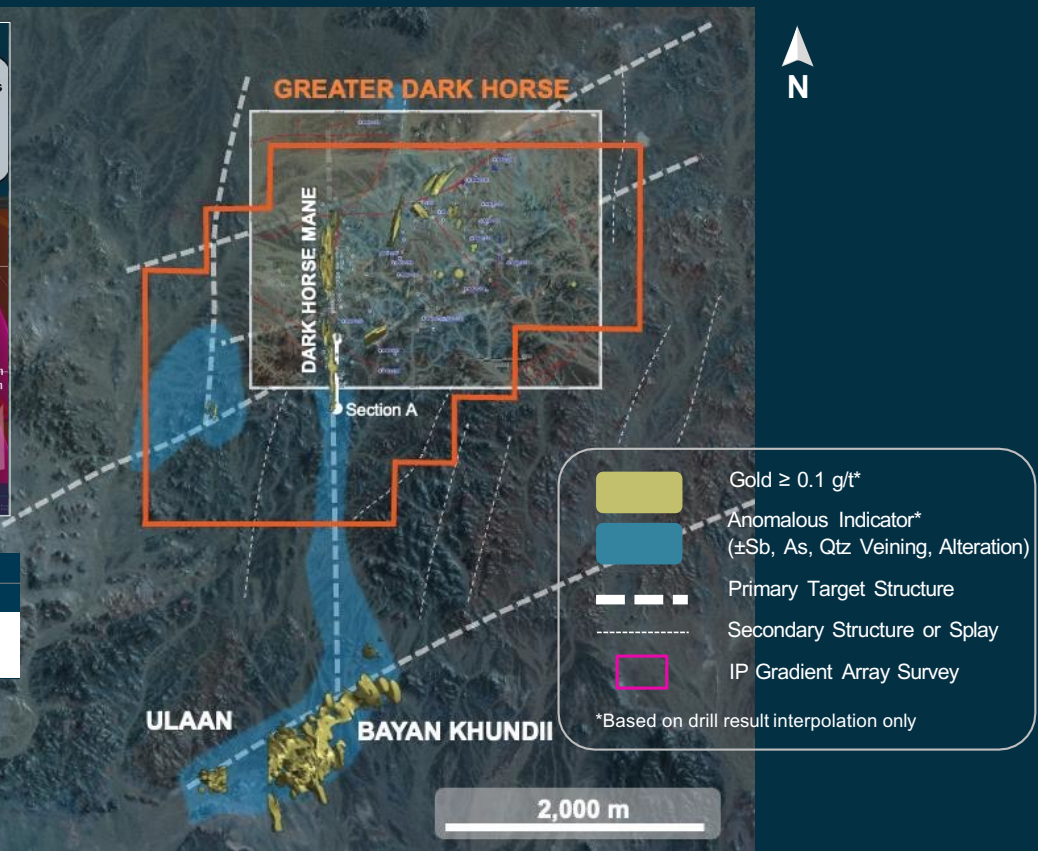 N
GREATER DARK HORSE
DARK HORSE MANE
Section A
Gold ≥ 0.1 g/t*
Anomalous Indicator*
(±Sb, As, Qtz Veining, Alteration)
Primary Target Structure
Secondary Structure or Splay
IP Gradient Array Survey
*Based on drill result interpolation only
ULAAN
BAYAN KHUNDII
2,000 m